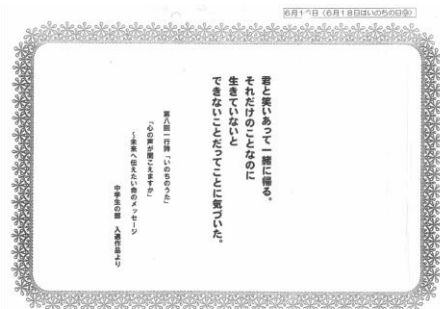 6月1日（6月18日はいのちの日）
君と笑いあって一緒に帰る。
それだけのことなのに
生きていないと
できないことだってことに気づいた。
第八回一行詩「いのちのうた」
「心の声が聞こえますか」
～未来へ伝えたい命のメッセージ
中学生の部　入選作品より